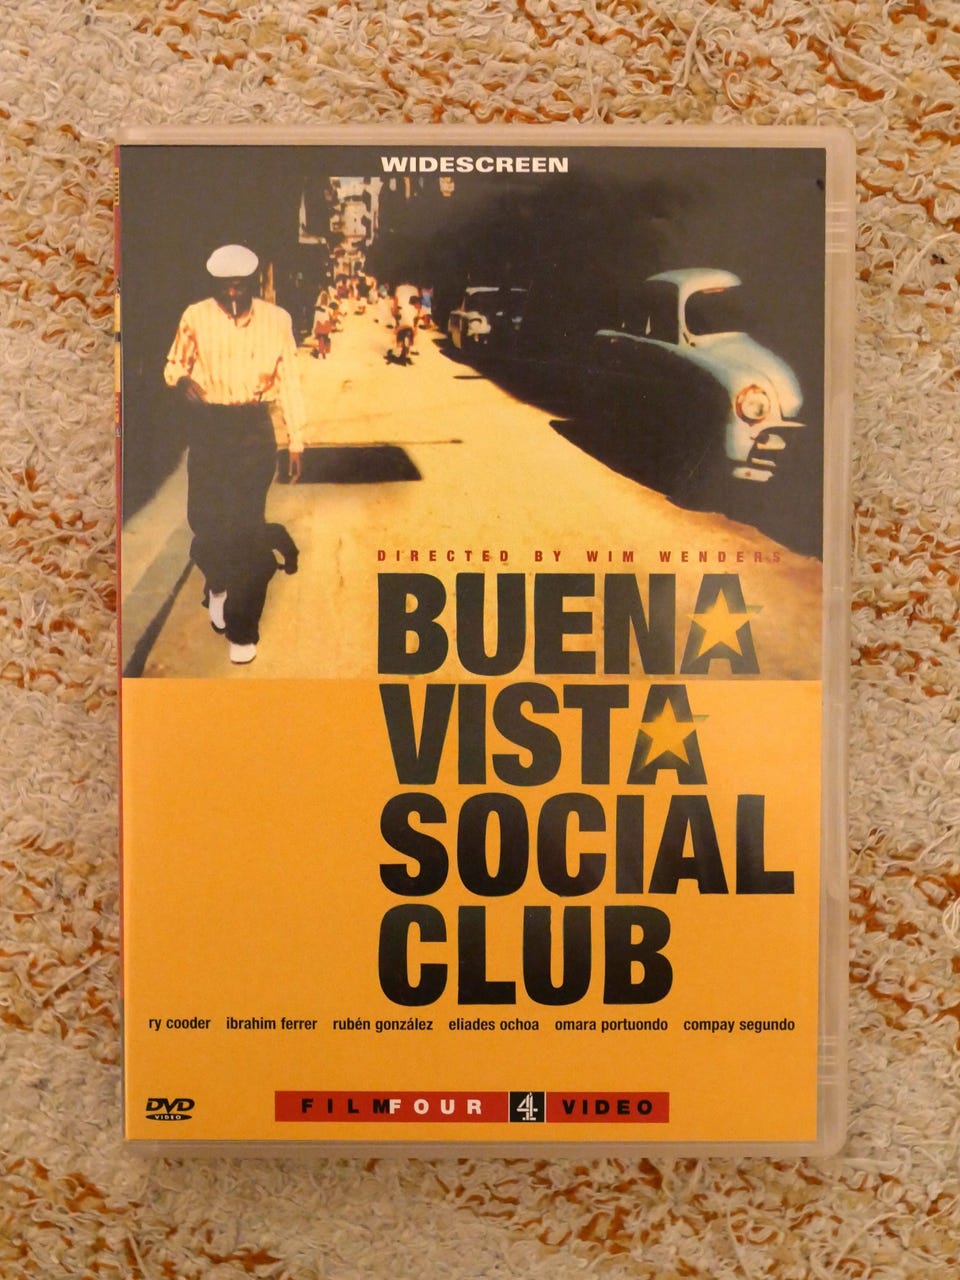 WIDESCREEN
DIRECTED BY WIM WENDERS
BUENA
VISTA
SOCIAL
CLUB
ry cooder ibrahim ferrer rubén gonzález eliades ochoa omara portuondo compay segundo
DVD
VIDEO
FILMFOUR 4 VIDEO